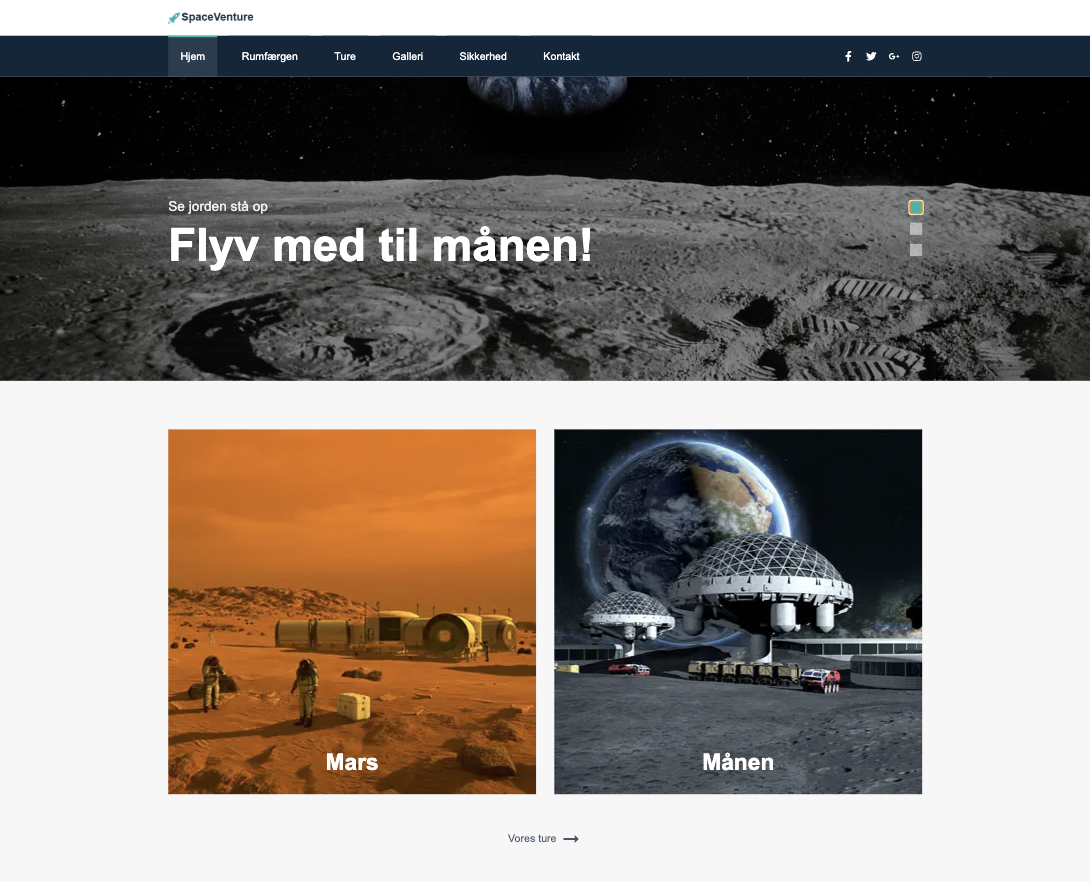 SpaceVenture
Hjem Rumfærgen Ture Galleri Sikkerhed Kontakt
Se jorden stå op
Flyv med til månen!
Mars Månen
Vores ture